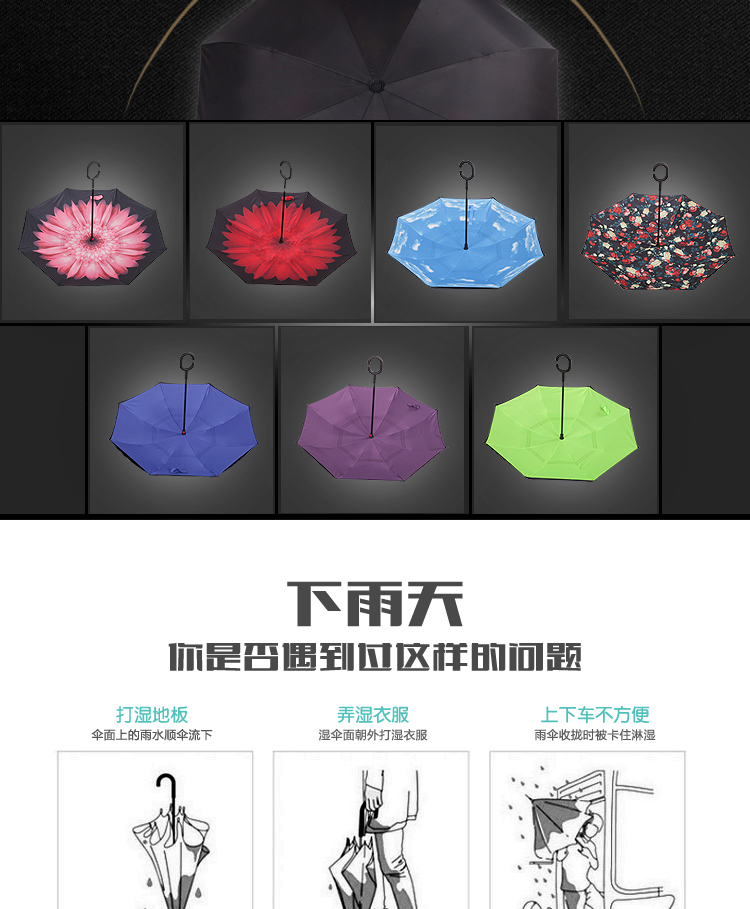 下雨天
你是否遇到过这样的问题
打湿地板
弄湿衣服
上下车不方便
伞面上的雨水顺伞流下
湿伞面朝外打湿衣服
雨伞收拢时被卡住淋湿